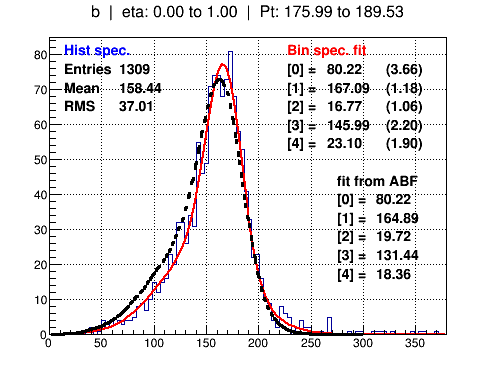 b | eta: 0.00 to 1.00 | Pt: 175.99 to 189.53
Hist spec.
Entries 1309
Mean 158.44
RMS 37.01
Bin spec. fit
[0] = 80.22 (3.66)
[1] = 167.09 (1.18)
[2] = 16.77 (1.06)
[3] = 145.99 (2.20)
[4] = 23.10 (1.90)
fit from ABF
[0] = 80.22
[1] = 164.89
[2] = 19.72
[3] = 131.44
[4] = 18.36
80
70
60
50
40
30
20
10
0
0 50 100 150 200 250 300 350